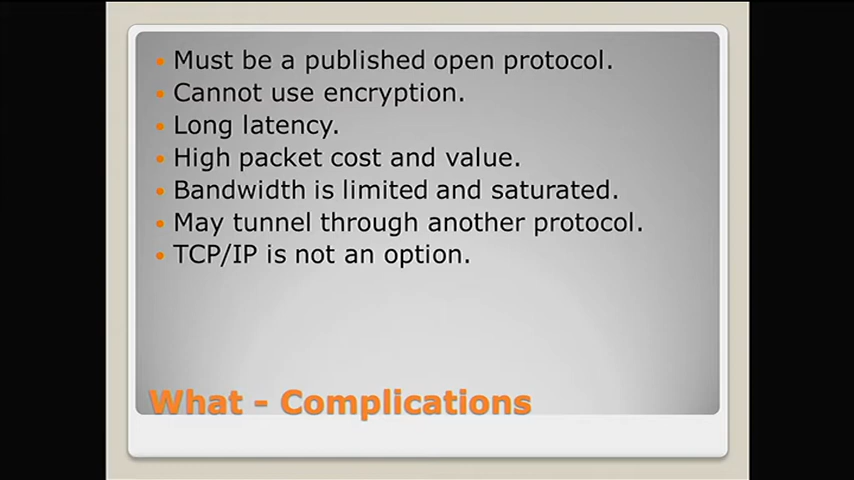 Must be a published open protocol.
Cannot use encryption.
Long latency.
High packet cost and value.
Bandwidth is limited and saturated.
May tunnel through another protocol.
TCP/IP is not an option.
What - Complications